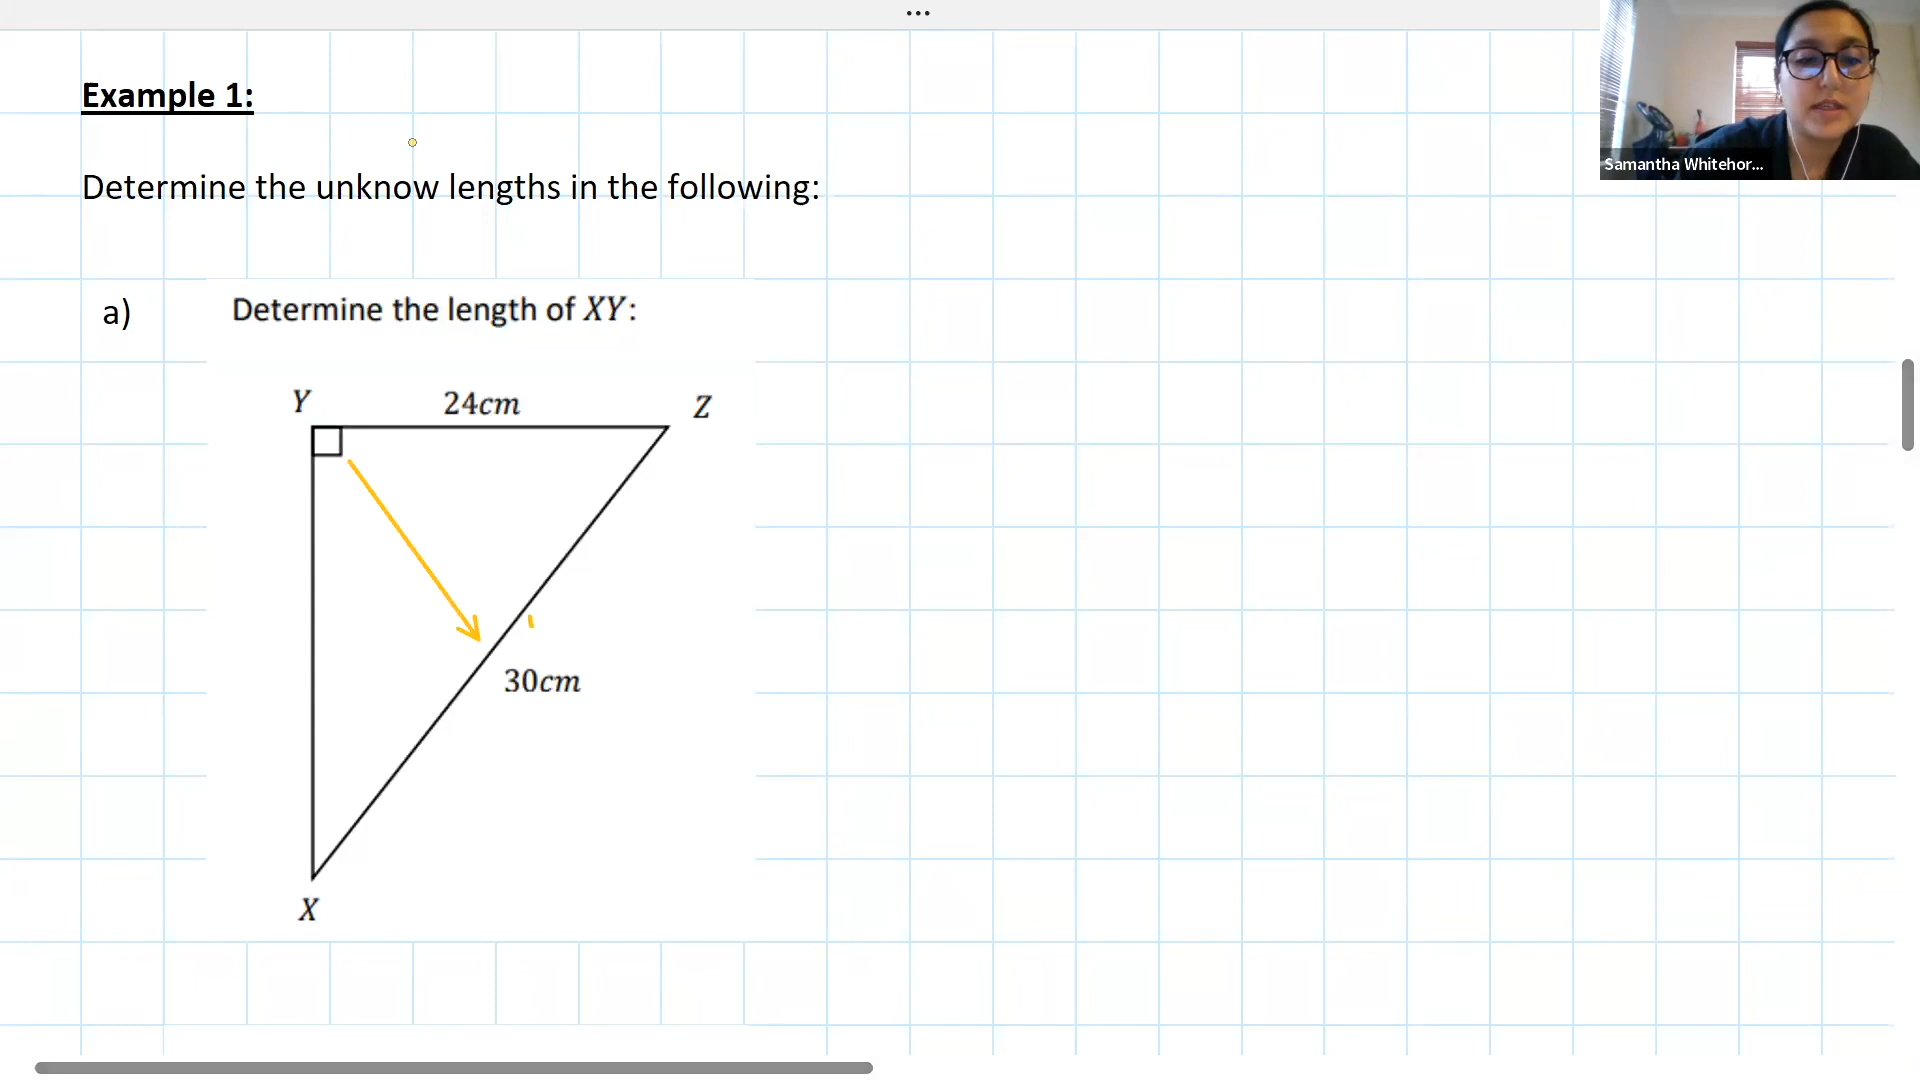 Example 1:
Samantha Whitehor...
Determine the unknow lengths in the following:
a)
Determine the length of XY:
Y
24cm
Z
30cm
X